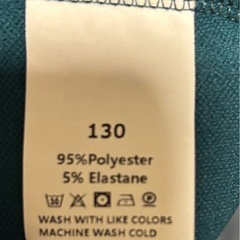 130
95%Polyester
5% Elastane
WASH WITH LIKE COLORS
MACHINE WASH COLD